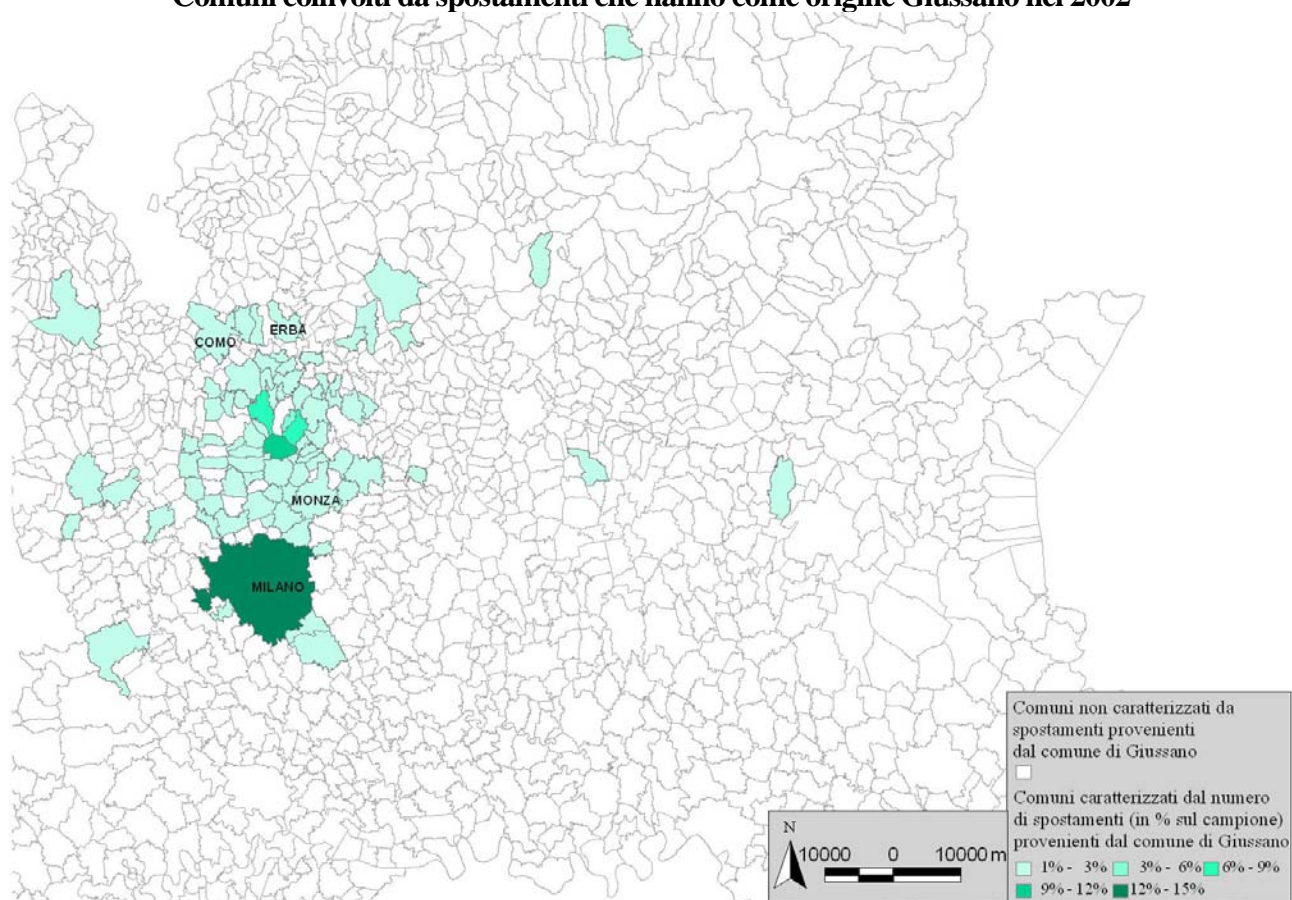 Comuni coinvolti da spostamenti che hanno come origine Giussano nel 2002
ERBA
COMO
MONZA
MILANO
Comuni non caratterizzati da
spostamenti provenienti
dal comune di Giussano
Comuni caratterizzati dal numero
di spostamenti (in % sul campione)
provenienti dal comune di Giussano
1% - 3% 3% - 6% 6% - 9%
9% - 12% 12% - 15%
N
10000 0 10000 m